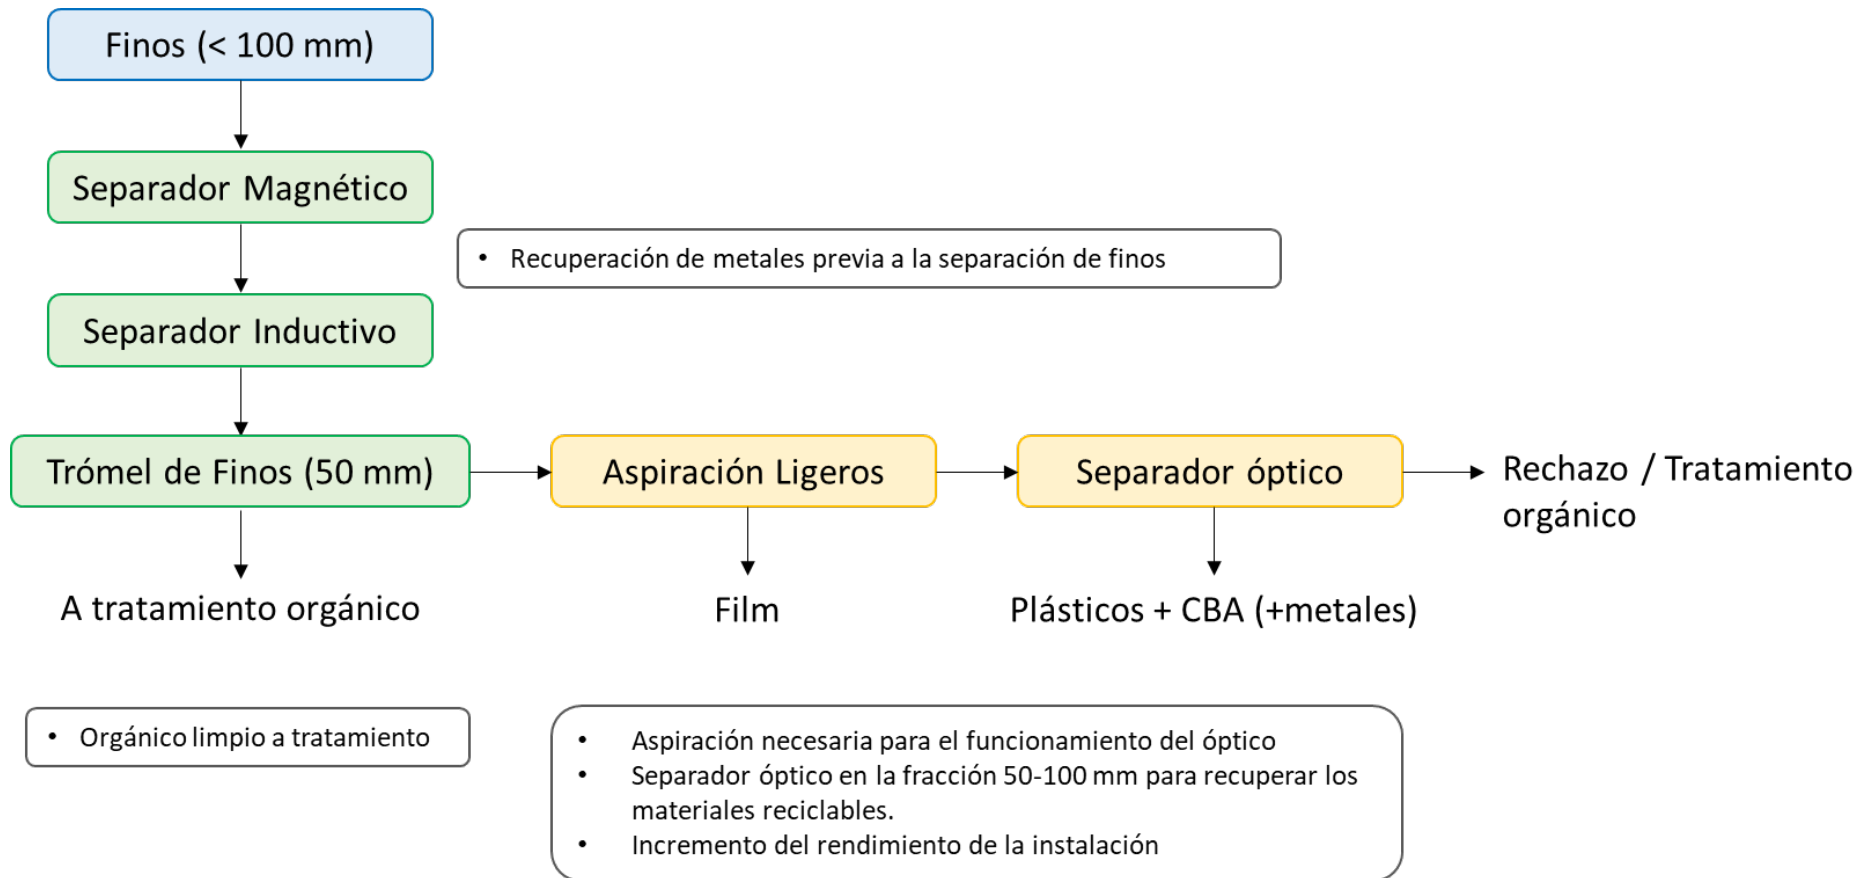 Finos (< 100 mm)
Separador Magnético
• Recuperación de metales previa a la separación de finos
Separador Inductivo
Trómel de Finos (50 mm)
Aspiración Ligeros
Separador óptico
Rechazo / Tratamiento
orgánico
A tratamiento orgánico
Film
Plásticos + CBA (+metales)
• Orgánico limpio a tratamiento
• Aspiración necesaria para el funcionamiento del óptico
• Separador óptico en la fracción 50-100 mm para recuperar los
materiales reciclables.
• Incremento del rendimiento de la instalación